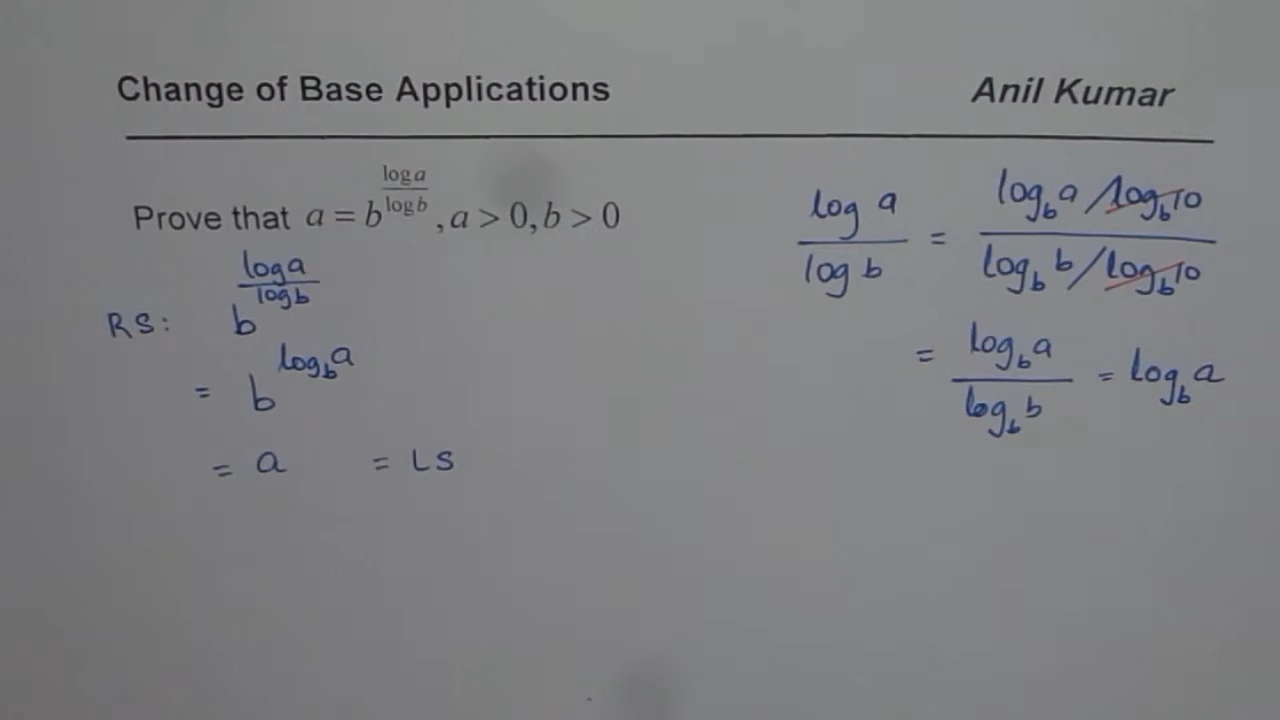 Change of Base Applications Anil Kumar
Prove that a = b^(log a / log b), a > 0, b > 0
RS: b^(log a / log b)
= b^(log_b a)
= a = LS
log a / log b = (log_b a / log_b 10) / (log_b b / log_b 10)
= log_b a / log_b b = log_b a